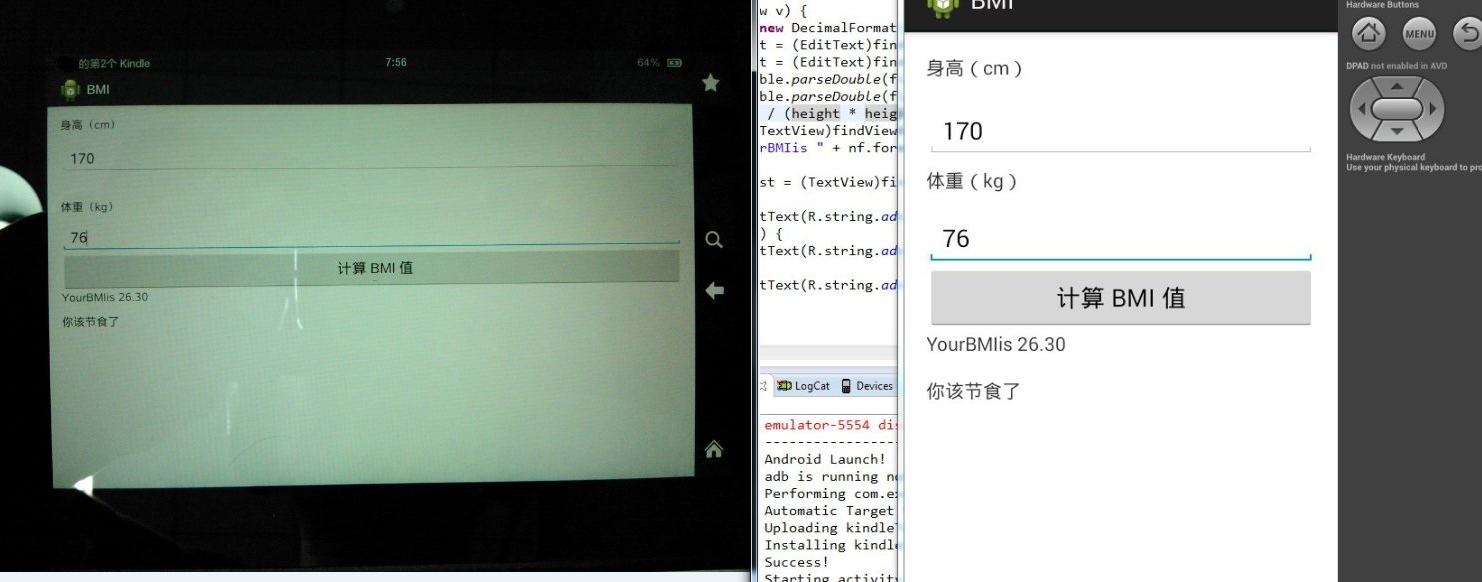 的第2个 Kindle
7:56
64%
BMI
身高（cm）
170
体重（kg）
76
计算 BMI 值
YourBMIis 26.30
你该节食了
w v) {
new DecimalFormat
t = (EditText)fin
t = (EditText)fin
ble.parseDouble(f
ble.parseDouble(f
/ (height * heig
TextView)findView
rBMIis " + nf.for
st = (TextView)fi
tText(R.string.ad
) {
tText(R.string.ad
tText(R.string.ad
LogCat Devices
emulator-5554 dis
------------------
Android Launch!
adb is running no
Performing com.ex
Automatic Target
Uploading kindle
Installing kindle
Success!
Starting activity
BMI
身高（cm）
170
体重（kg）
76
计算 BMI 值
YourBMIis 26.30
你该节食了
Hardware Buttons
MENU
DPAD not enabled in AVD
Hardware Keyboard
Use your physical keyboard to pro